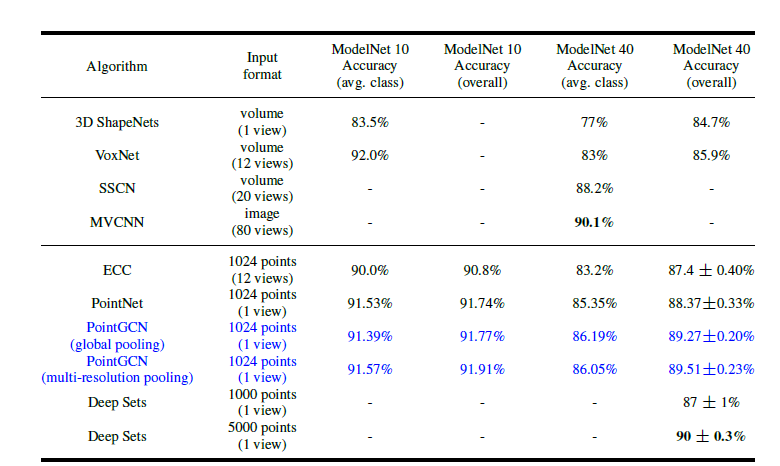 Algorithm Input format ModelNet 10 Accuracy (avg. class) ModelNet 10 Accuracy (overall) ModelNet 40 Accuracy (avg. class) ModelNet 40 Accuracy (overall)
3D ShapeNets volume (1 view) 83.5% - 77% 84.7%
VoxNet volume (12 views) 92.0% - 83% 85.9%
SSCN volume (20 views) - - 88.2% -
MVCNN image (80 views) - - 90.1% -
ECC 1024 points (12 views) 90.0% 90.8% 83.2% 87.4 ± 0.40%
PointNet 1024 points (1 view) 91.53% 91.74% 85.35% 88.37±0.33%
PointGCN (global pooling) 1024 points (1 view) 91.39% 91.77% 86.19% 89.27±0.20%
PointGCN (multi-resolution pooling) 1024 points (1 view) 91.57% 91.91% 86.05% 89.51±0.23%
Deep Sets 1000 points (1 view) - - - 87 ± 1%
Deep Sets 5000 points (1 view) - - - 90 ± 0.3%